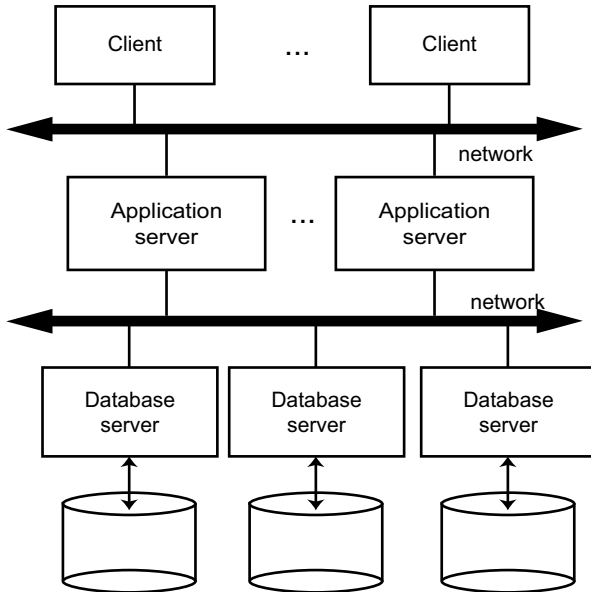 Client ... Client
network
Application server ... Application server
network
Database server Database server Database server